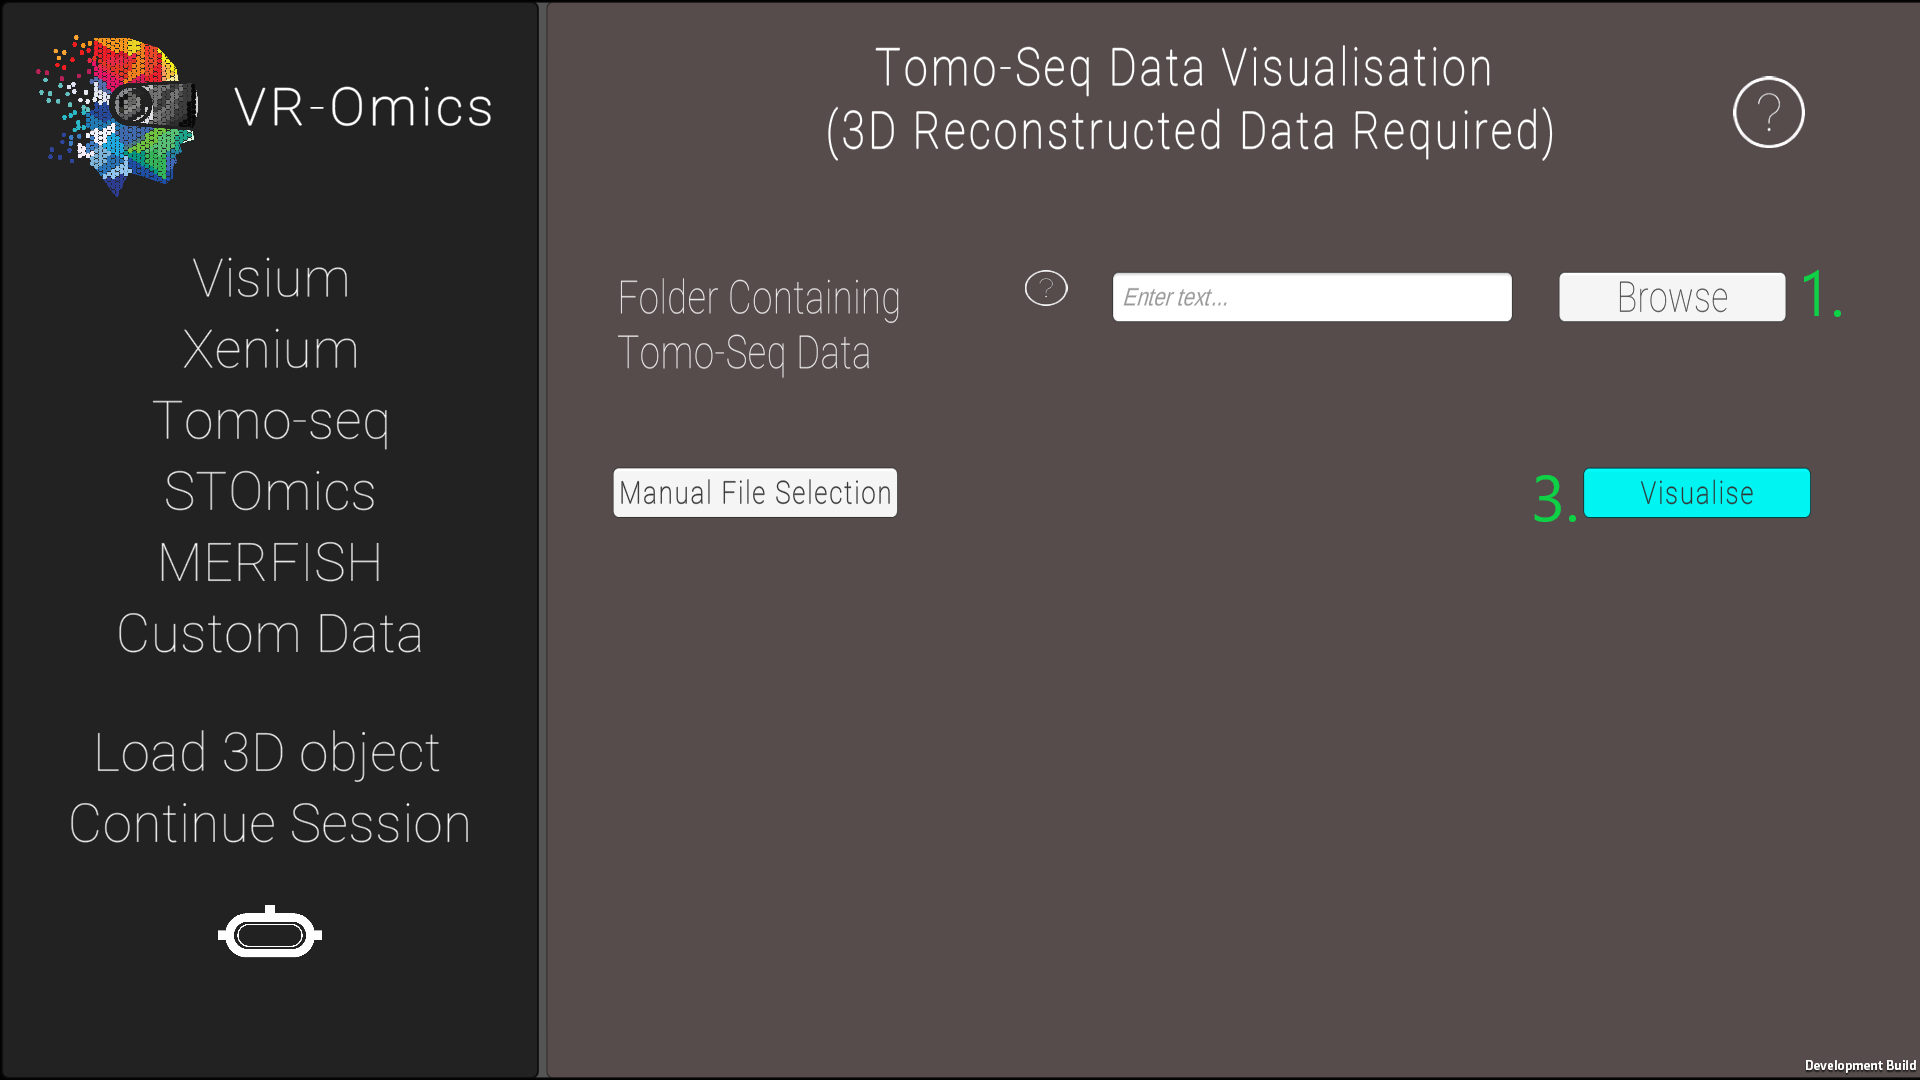 VR-Omics
Visium
Xenium
Tomo-seq
STOmics
MERFISH
Custom Data
Load 3D object
Continue Session
Tomo-Seq Data Visualisation
(3D Reconstructed Data Required)
?
Folder Containing
Tomo-Seq Data
?
Enter text...
Browse
1.
Manual File Selection
3.
Visualise
Development Build